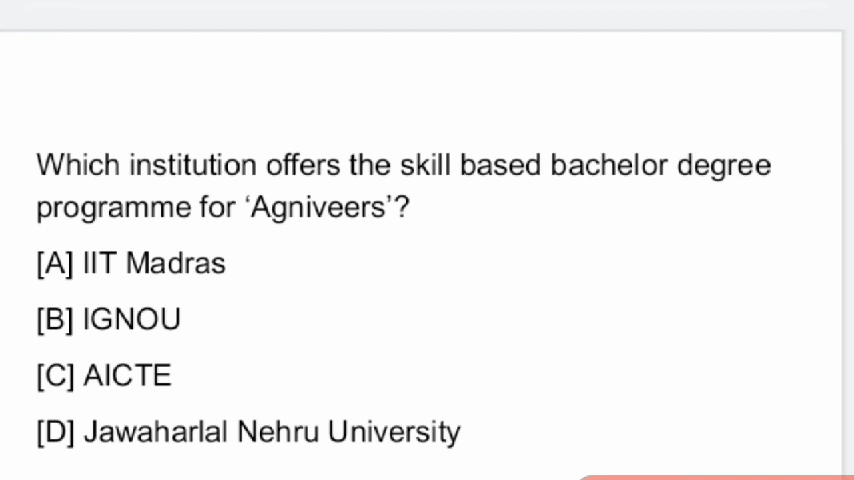 Which institution offers the skill based bachelor degree
programme for ‘Agniveers’?
[A] IIT Madras
[B] IGNOU
[C] AICTE
[D] Jawaharlal Nehru University